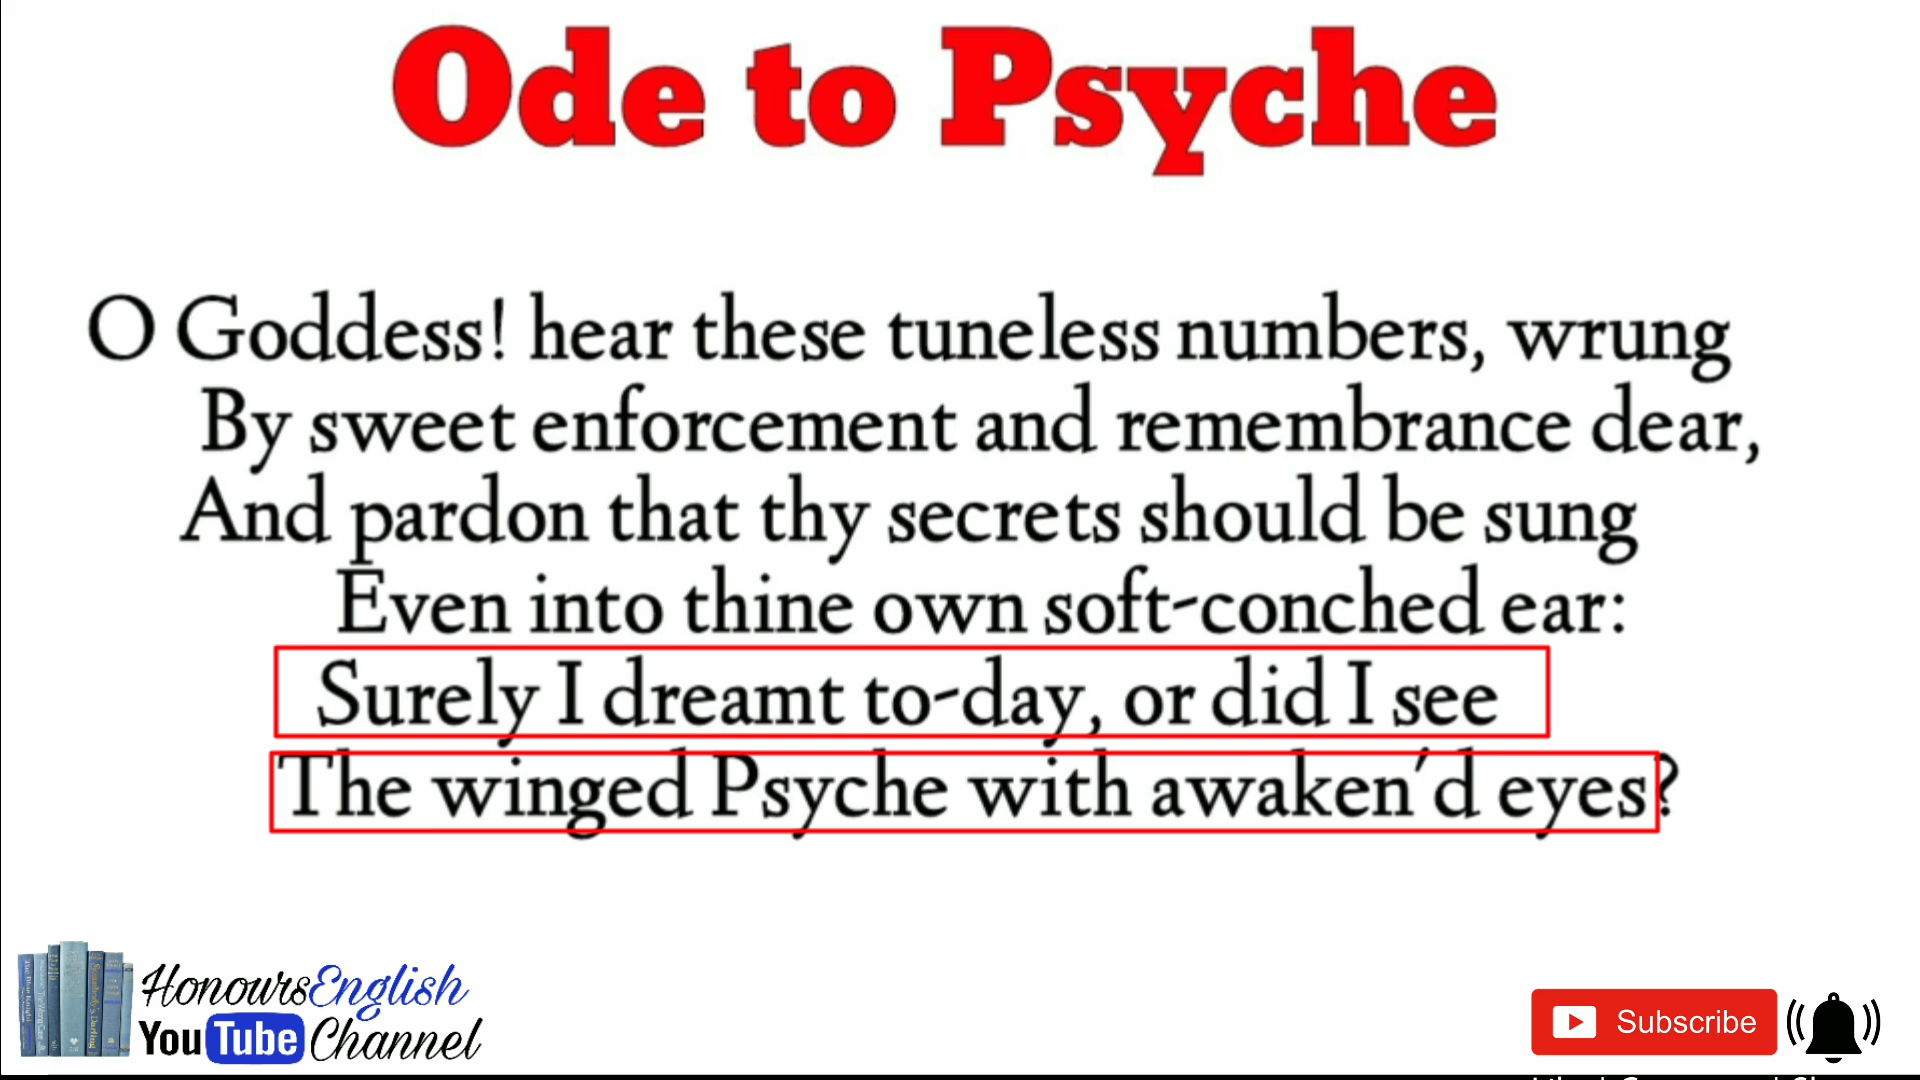 Ode to Psyche
O Goddess! hear these tuneless numbers, wrung
By sweet enforcement and remembrance dear,
And pardon that thy secrets should be sung
Even into thine own soft-conched ear:
Surely I dreamt to-day, or did I see
The winged Psyche with awaken'd eyes?
HonoursEnglish
YouTube Channel
Subscribe